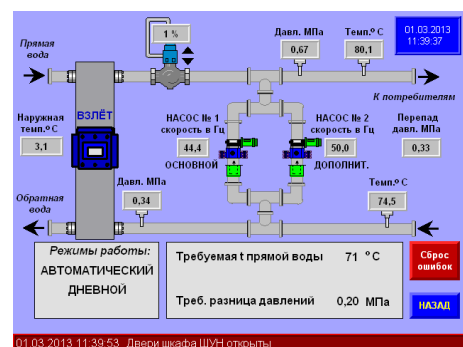 1 %
Давл. МПа
Темп.º С
01.03.2013
11:39:37
Прямая
вода
0,67
80,1
К потребителям
Наружная
темп.º С
ВЗЛЁТ
НАСОС № 1
скорость в Гц
НАСОС № 2
скорость в Гц
Перепад
давл. МПа
3,1
44,4
50,0
0,33
ОСНОВНОЙ
ДОПОЛНИТ.
Давл. МПа
Темп.º С
Обратная
вода
0,34
74,5
Режимы работы:
АВТОМАТИЧЕСКИЙ
ДНЕВНОЙ
Требуемая t прямой воды 71 º С
Треб. разница давлений 0,20 МПа
Сброс
ошибок
НАЗАД
01.03.2013 11:39:53 Двери шкафа ШУН открыты